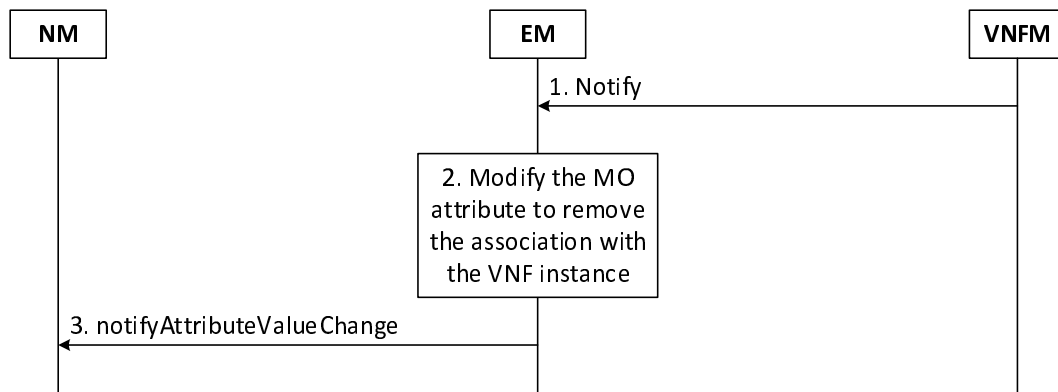 NM EM VNFM
1. Notify
2. Modify the MO
attribute to remove
the association with
the VNF instance
3. notifyAttributeValueChange